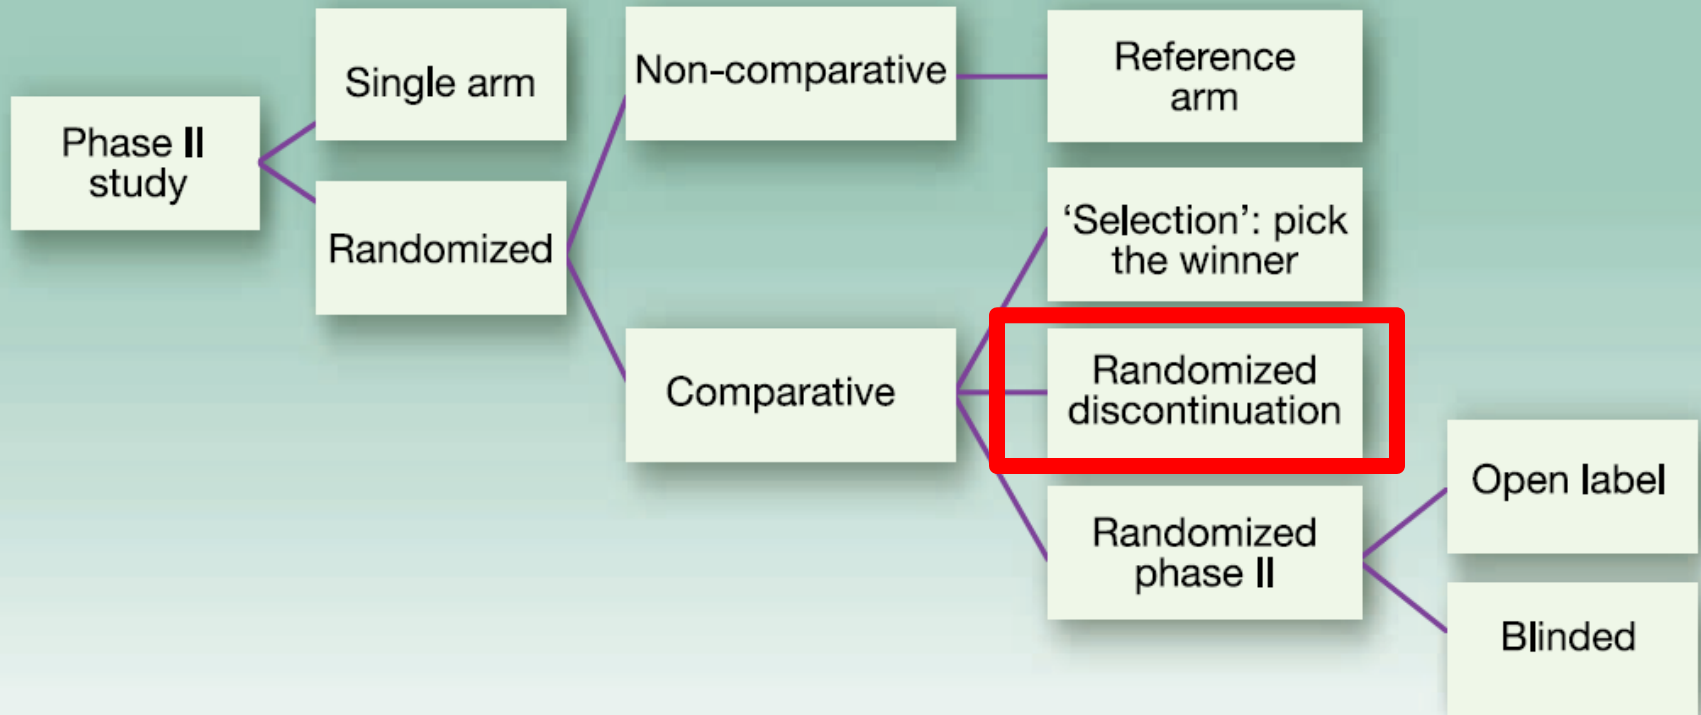 Phase II
study
Single arm
Randomized
Non-comparative
Comparative
Reference
arm
‘Selection’: pick
the winner
Randomized
discontinuation
Randomized
phase II
Open label
Blinded